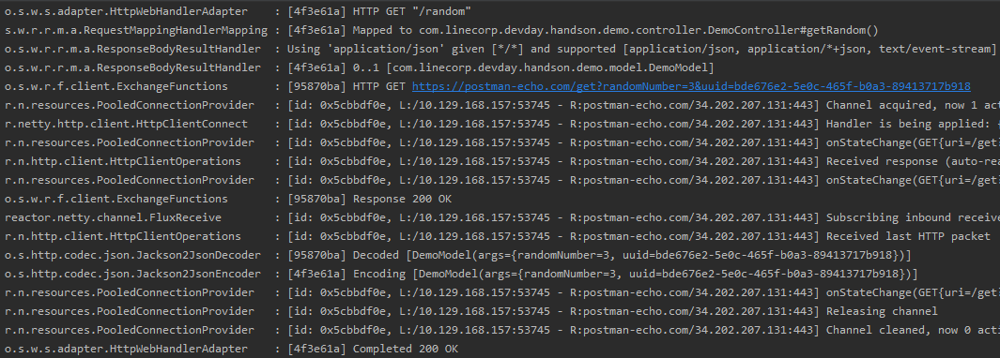 o.s.w.s.adapter.HttpWebHandlerAdapter : [4f3e61a] HTTP GET "/random"
s.w.r.r.m.a.RequestMappingHandlerMapping : [4f3e61a] Mapped to com.linecorp.devday.handson.demo.controller.DemoController#getRandom()
o.s.w.r.r.m.a.ResponseBodyResultHandler : Using 'application/json' given [*/*] and supported [application/json, application/*+json, text/event-stream]
o.s.w.r.r.m.a.ResponseBodyResultHandler : [4f3e61a] 0..1 [com.linecorp.devday.handson.demo.model.DemoModel]
o.s.w.r.f.client.ExchangeFunctions : [95870ba] HTTP GET https://postman-echo.com/get?randomNumber=3&uuid=bde676e2-5e0c-465f-b0a3-89413717b918
r.n.resources.PooledConnectionProvider : [id: 0x5cbbdf0e, L:/10.129.168.157:53745 - R:postman-echo.com/34.202.207.131:443] Channel acquired, now 1 act
r.netty.http.client.HttpClientConnect : [id: 0x5cbbdf0e, L:/10.129.168.157:53745 - R:postman-echo.com/34.202.207.131:443] Handler is being applied:
r.n.resources.PooledConnectionProvider : [id: 0x5cbbdf0e, L:/10.129.168.157:53745 - R:postman-echo.com/34.202.207.131:443] onStateChange(GET{uri=/get?
r.n.http.client.HttpClientOperations : [id: 0x5cbbdf0e, L:/10.129.168.157:53745 - R:postman-echo.com/34.202.207.131:443] Received response (auto-rea
r.n.resources.PooledConnectionProvider : [id: 0x5cbbdf0e, L:/10.129.168.157:53745 - R:postman-echo.com/34.202.207.131:443] onStateChange(GET{uri=/get?
o.s.w.r.f.client.ExchangeFunctions : [95870ba] Response 200 OK
reactor.netty.channel.FluxReceive : [id: 0x5cbbdf0e, L:/10.129.168.157:53745 - R:postman-echo.com/34.202.207.131:443] Subscribing inbound receive
r.n.http.client.HttpClientOperations : [id: 0x5cbbdf0e, L:/10.129.168.157:53745 - R:postman-echo.com/34.202.207.131:443] Received last HTTP packet
o.s.http.codec.json.Jackson2JsonDecoder : [95870ba] Decoded [DemoModel(args={randomNumber=3, uuid=bde676e2-5e0c-465f-b0a3-89413717b918})]
o.s.http.codec.json.Jackson2JsonEncoder : [4f3e61a] Encoding [DemoModel(args={randomNumber=3, uuid=bde676e2-5e0c-465f-b0a3-89413717b918})]
r.n.resources.PooledConnectionProvider : [id: 0x5cbbdf0e, L:/10.129.168.157:53745 - R:postman-echo.com/34.202.207.131:443] onStateChange(GET{uri=/get?
r.n.resources.PooledConnectionProvider : [id: 0x5cbbdf0e, L:/10.129.168.157:53745 - R:postman-echo.com/34.202.207.131:443] Releasing channel
r.n.resources.PooledConnectionProvider : [id: 0x5cbbdf0e, L:/10.129.168.157:53745 - R:postman-echo.com/34.202.207.131:443] Channel cleaned, now 0 acti
o.s.w.s.adapter.HttpWebHandlerAdapter : [4f3e61a] Completed 200 OK